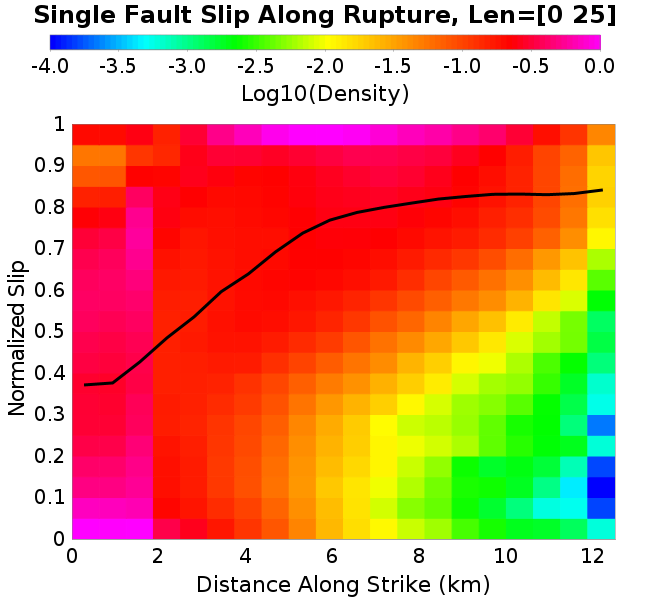 Single Fault Slip Along Rupture, Len=[0 25]
-4.0 -3.5 -3.0 -2.5 -2.0 -1.5 -1.0 -0.5 0.0
Log10(Density)
1
0.9
0.8
0.7
0.6
0.5
0.4
0.3
0.2
0.1
0
Normalized Slip
0 2 4 6 8 10 12
Distance Along Strike (km)